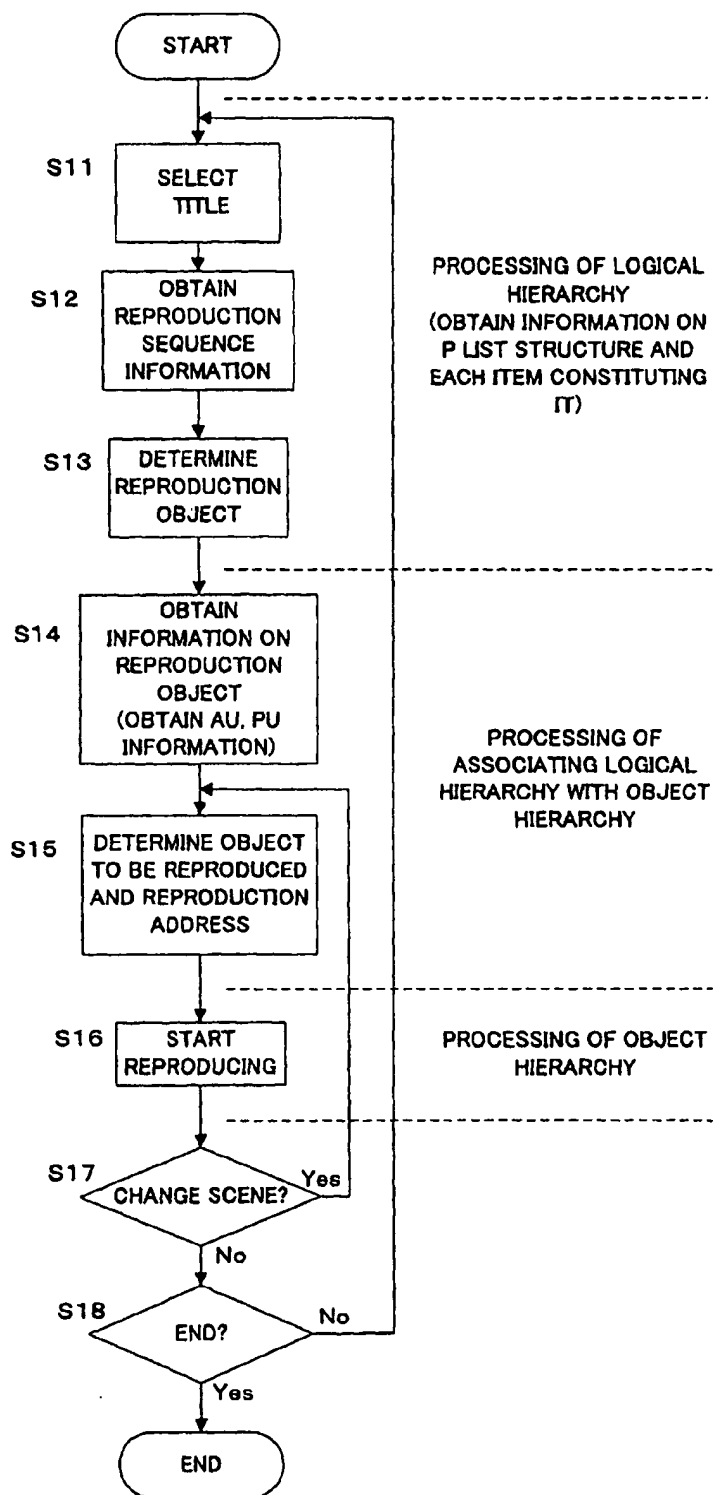 START
S11
SELECT
TITLE
S12
OBTAIN
REPRODUCTION
SEQUENCE
INFORMATION
PROCESSING OF LOGICAL
HIERARCHY
(OBTAIN INFORMATION ON
P LIST STRUCTURE AND
EACH ITEM CONSTITUTING
IT)
S13
DETERMINE
REPRODUCTION
OBJECT
S14
OBTAIN
INFORMATION ON
REPRODUCTION
OBJECT
(OBTAIN AU, PU
INFORMATION)
PROCESSING OF
ASSOCIATING LOGICAL
HIERARCHY WITH OBJECT
HIERARCHY
S15
DETERMINE OBJECT
TO BE REPRODUCED
AND REPRODUCTION
ADDRESS
S16
START
REPRODUCING
PROCESSING OF OBJECT
HIERARCHY
S17
CHANGE SCENE?
Yes
No
S18
END?
No
Yes
END